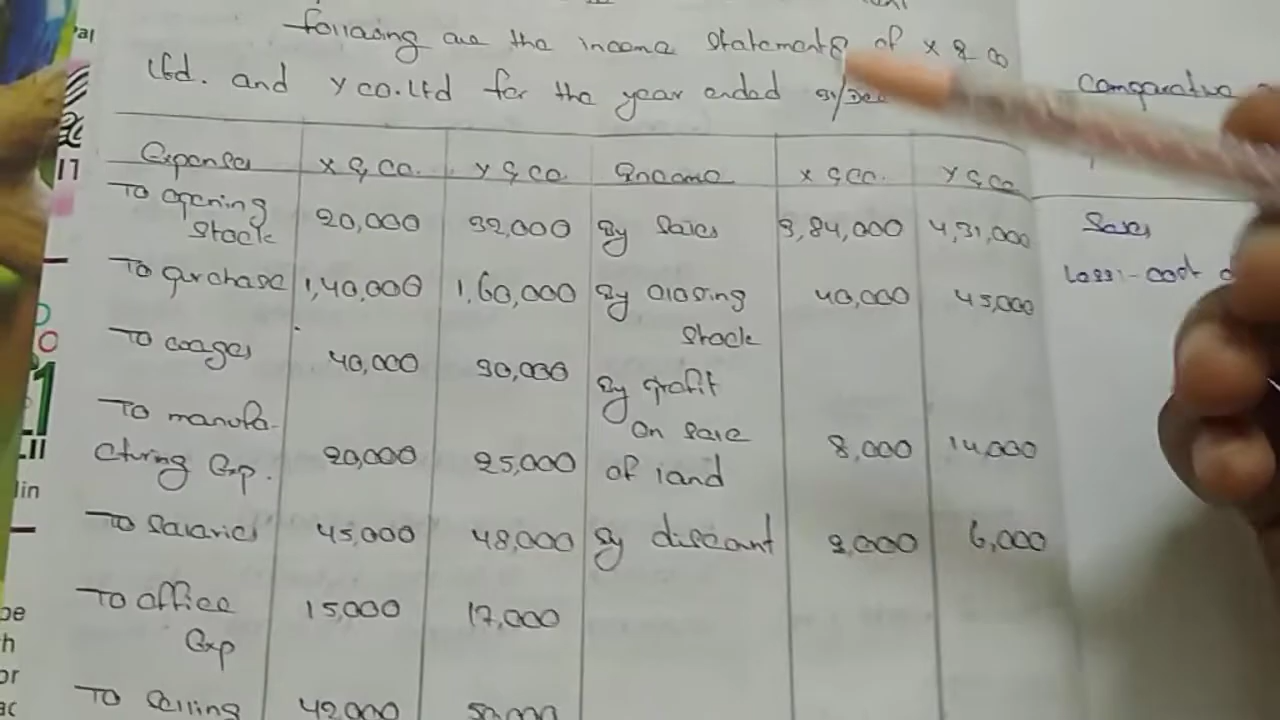 following are the income statements of X & co
Ltd. and Y co. Ltd for the year ended 31/Dec
Comparative
Expenses X & Co. Y & Co. Income X & Co. Y & Co
To opening stock 20,000 32,000 By Sales 3,84,000 4,31,000
To purchase 1,40,000 1,60,000 By closing stock 40,000 45,000
To wages 40,000 30,000 By profit
To manufa- on sale 8,000 14,000
cturing Exp. 20,000 25,000 of land
To Salaries 45,000 48,000 By discount 6,000
To office Exp 15,000 17,000
To Selling 42,000
Sales
Less:- cost